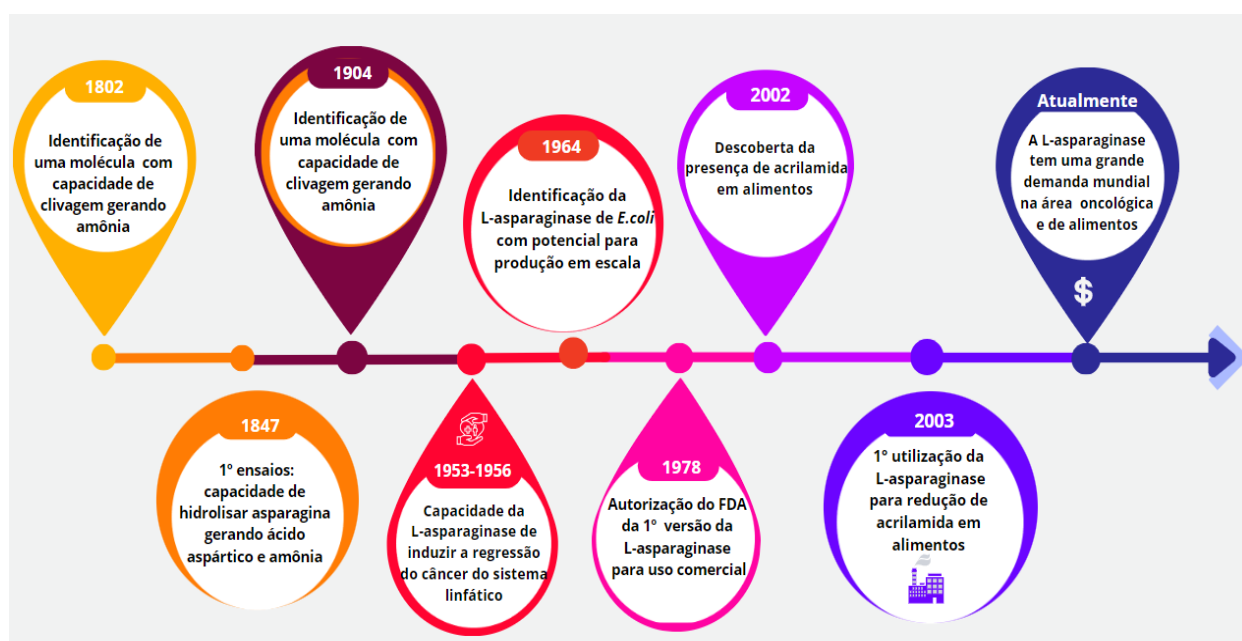 1802
Identificação de
uma molécula com
capacidade de
clivagem gerando
amônia
1847
1º ensaios:
capacidade de
hidrolisar asparagina
gerando ácido
aspártico e amônia
1904
Identificação de
uma molécula com
capacidade de
clivagem gerando
amônia
1953-1956
Capacidade da
L-asparaginase de
induzir a regressão
do câncer do sistema
linfático
1964
Identificação da
L-asparaginase de E.coli
com potencial para
produção em escala
1978
Autorização do FDA
da 1º versão da
L-asparaginase
para uso comercial
2002
Descoberta da
presença de acrilamida
em alimentos
2003
1º utilização da
L-asparaginase
para redução de
acrilamida em
alimentos
Atualmente
A L-asparaginase
tem uma grande
demanda mundial
na área oncológica
e de alimentos
$